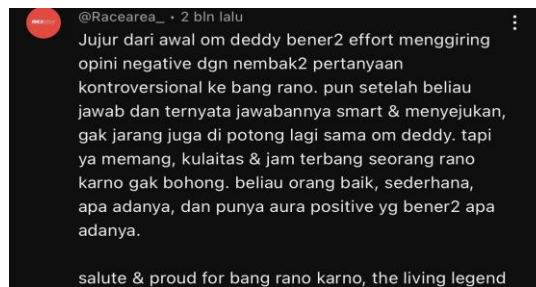 @Racearea_ • 2 bln lalu
Jujur dari awal om deddy bener2 effort menggiring
opini negative dgn nembak2 pertanyaan
kontroversional ke bang rano. pun setelah beliau
jawab dan ternyata jawabannya smart & menyejukan,
gak jarang juga di potong lagi sama om deddy. tapi
ya memang, kulaitas & jam terbang seorang rano
karno gak bohong. beliau orang baik, sederhana,
apa adanya, dan punya aura positive yg bener2 apa
adanya.
salute & proud for bang rano karno, the living legend